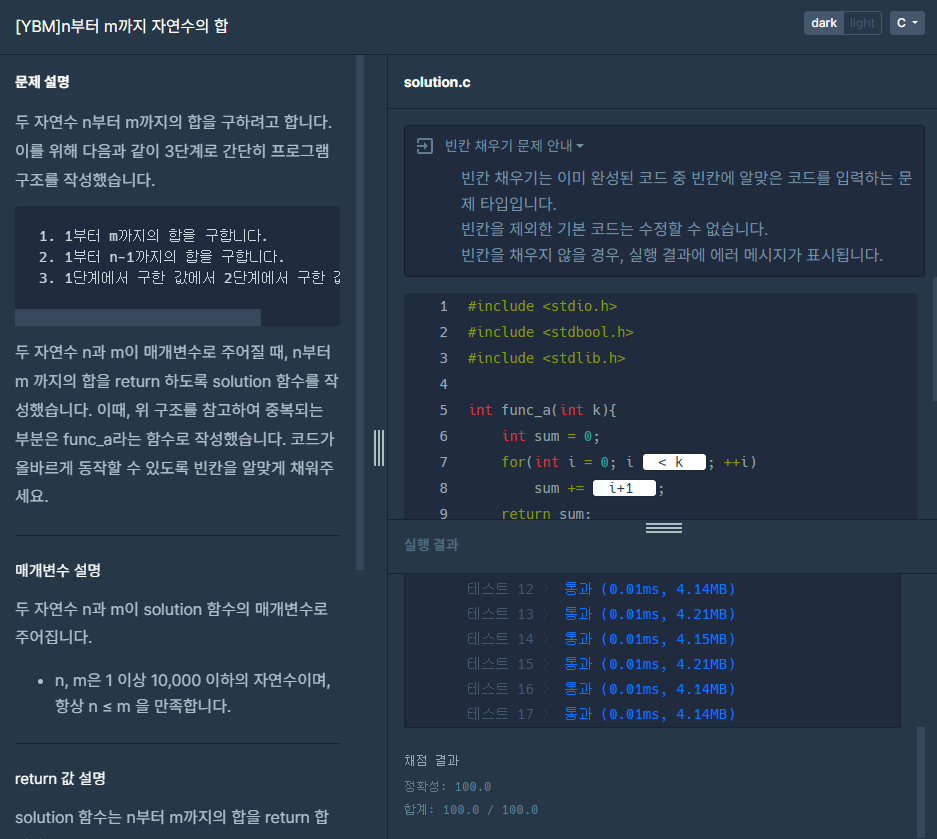 [YBM]n부터 m까지 자연수의 합
dark light C
문제 설명
두 자연수 n부터 m까지의 합을 구하려고 합니다.
이를 위해 다음과 같이 3단계로 간단히 프로그램
구조를 작성했습니다.
1. 1부터 m까지의 합을 구합니다.
2. 1부터 n-1까지의 합을 구합니다.
3. 1단계에서 구한 값에서 2단계에서 구한
두 자연수 n과 m이 매개변수로 주어질 때, n부터
m 까지의 합을 return 하도록 solution 함수를 작
성했습니다. 이때, 위 구조를 참고하여 중복되는
부분은 func_a라는 함수로 작성했습니다. 코드가
올바르게 동작할 수 있도록 빈칸을 알맞게 채워주
세요.
매개변수 설명
두 자연수 n과 m이 solution 함수의 매개변수로
주어집니다.
• n, m은 1 이상 10,000 이하의 자연수이며,
항상 n ≤ m 을 만족합니다.
return 값 설명
solution 함수는 n부터 m까지의 합을 return 합
solution.c
빈칸 채우기 문제 안내
빈칸 채우기는 이미 완성된 코드 중 빈칸에 알맞은 코드를 입력하는 문
제 타입입니다.
빈칸을 제외한 기본 코드는 수정할 수 없습니다.
빈칸을 채우지 않을 경우, 실행 결과에 에러 메시지가 표시됩니다.
1 #include <stdio.h>
2 #include <stdbool.h>
3 #include <stdlib.h>
4
5 int func_a(int k){
6 int sum = 0;
7 for(int i = 0; i < k ; ++i)
8 sum += i+1 ;
9 return sum;
실행 결과
테스트 12 〉 통과 (0.01ms, 4.14MB)
테스트 13 〉 통과 (0.01ms, 4.21MB)
테스트 14 〉 통과 (0.01ms, 4.15MB)
테스트 15 〉 통과 (0.01ms, 4.21MB)
테스트 16 〉 통과 (0.01ms, 4.14MB)
테스트 17 〉 통과 (0.01ms, 4.14MB)
채점 결과
정확성: 100.0
합계: 100.0 / 100.0